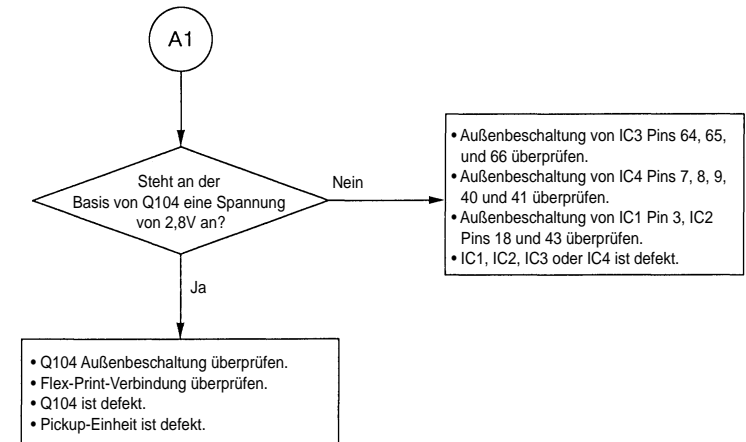 A1
Steht an der
Basis von Q104 eine Spannung
von 2,8V an?
Nein
• Außenbeschaltung von IC3 Pins 64, 65,
und 66 überprüfen.
• Außenbeschaltung von IC4 Pins 7, 8, 9,
40 und 41 überprüfen.
• Außenbeschaltung von IC1 Pin 3, IC2
Pins 18 und 43 überprüfen.
• IC1, IC2, IC3 oder IC4 ist defekt.
Ja
• Q104 Außenbeschaltung überprüfen.
• Flex-Print-Verbindung überprüfen.
• Q104 ist defekt.
• Pickup-Einheit ist defekt.